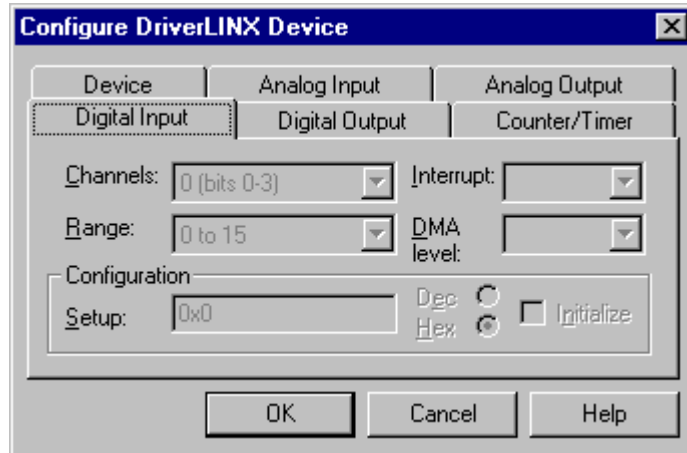 Configure DriverLINX Device
Device Analog Input Analog Output
Digital Input Digital Output Counter/Timer
Channels: 0 (bits 0-3) Interrupt:
Range: 0 to 15 DMA level:
Configuration
Setup: 0x0 Dec Hex Initialize
OK Cancel Help